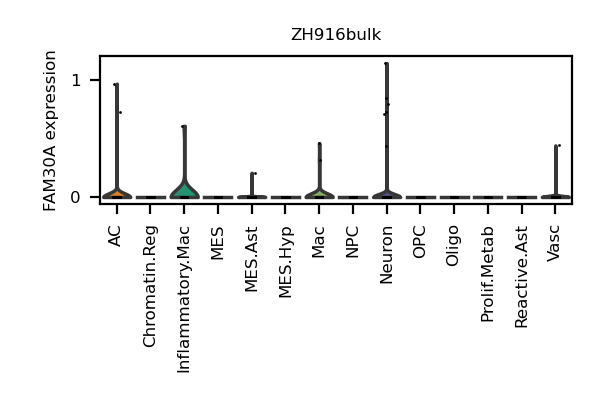 ZH916bulk
FAM30A expression
1
0
AC
Chromatin.Reg
Inflammatory.Mac
MES
MES.Ast
MES.Hyp
Mac
NPC
Neuron
OPC
Oligo
Prolif.Metab
Reactive.Ast
Vasc